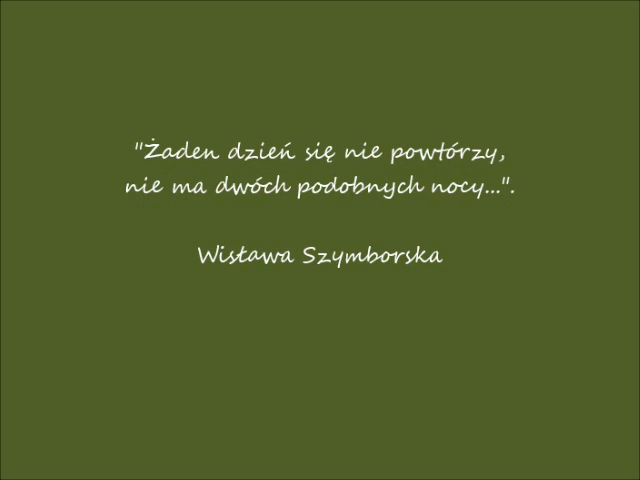 "Żaden dzień się nie powtórzy,
nie ma dwóch podobnych nocy...".
Wisława Szymborska